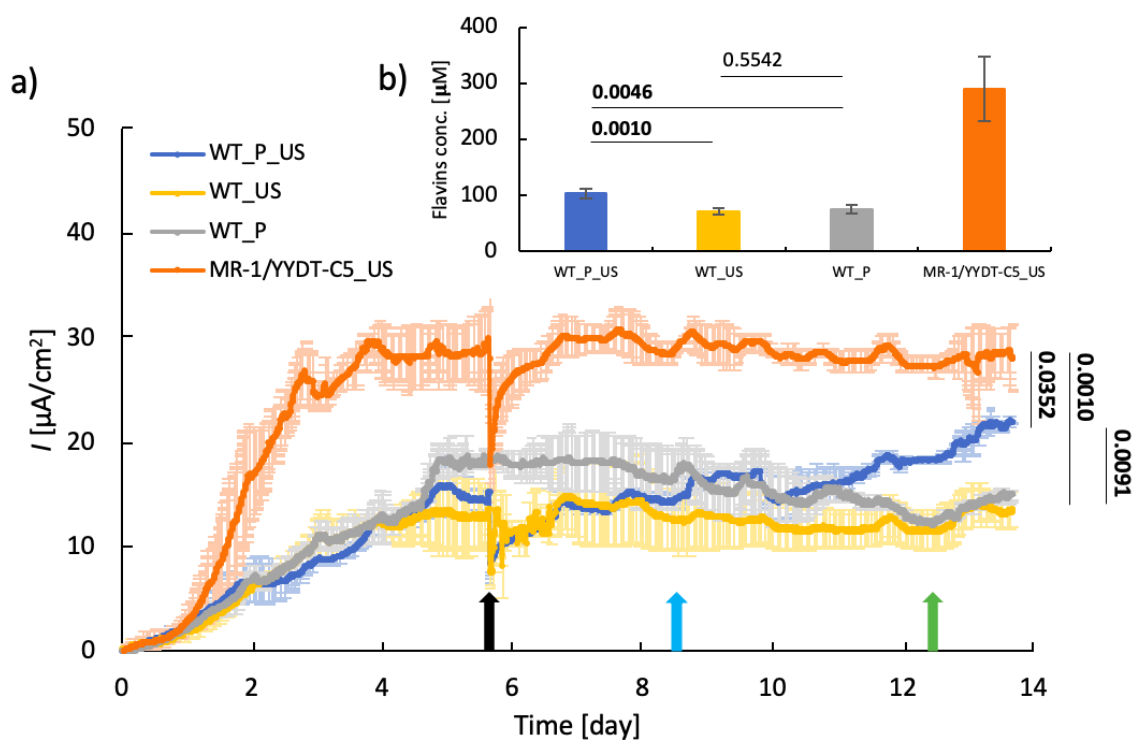 a)
b)
Flavins conc. [µM]
400
300
200
100
0
0.5542
0.0046
0.0010
WT_P_US
WT_US
WT_P
MR-1/YYDT-C5_US
WT_P_US
WT_US
WT_P
MR-1/YYDT-C5_US
I [µA/cm²]
50
40
30
20
10
0
0.0352
0.0010
0.0091
0
2
4
6
8
10
12
14
Time [day]